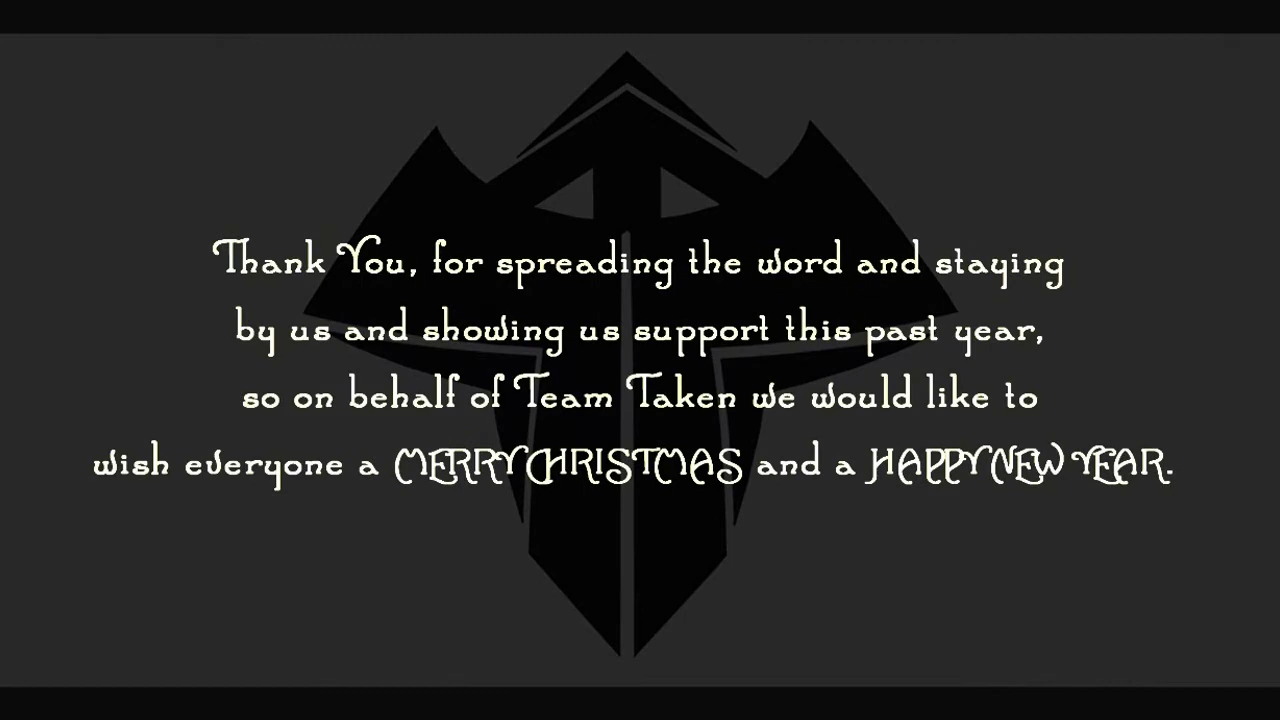 Thank You, for spreading the word and staying
by us and showing us support this past year,
so on behalf of Team Taken we would like to
wish everyone a MERRY CHRISTMAS and a HAPPY NEW YEAR.